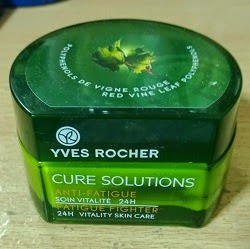 POLYPHÉNOLS DE VIGNE ROUGE
RED VINE LEAF POLYPHENOLS
YVES ROCHER
CURE SOLUTIONS
ANTI-FATIGUE
SOIN VITALITÉ 24H
FATIGUE FIGHTER
24H VITALITY SKIN CARE